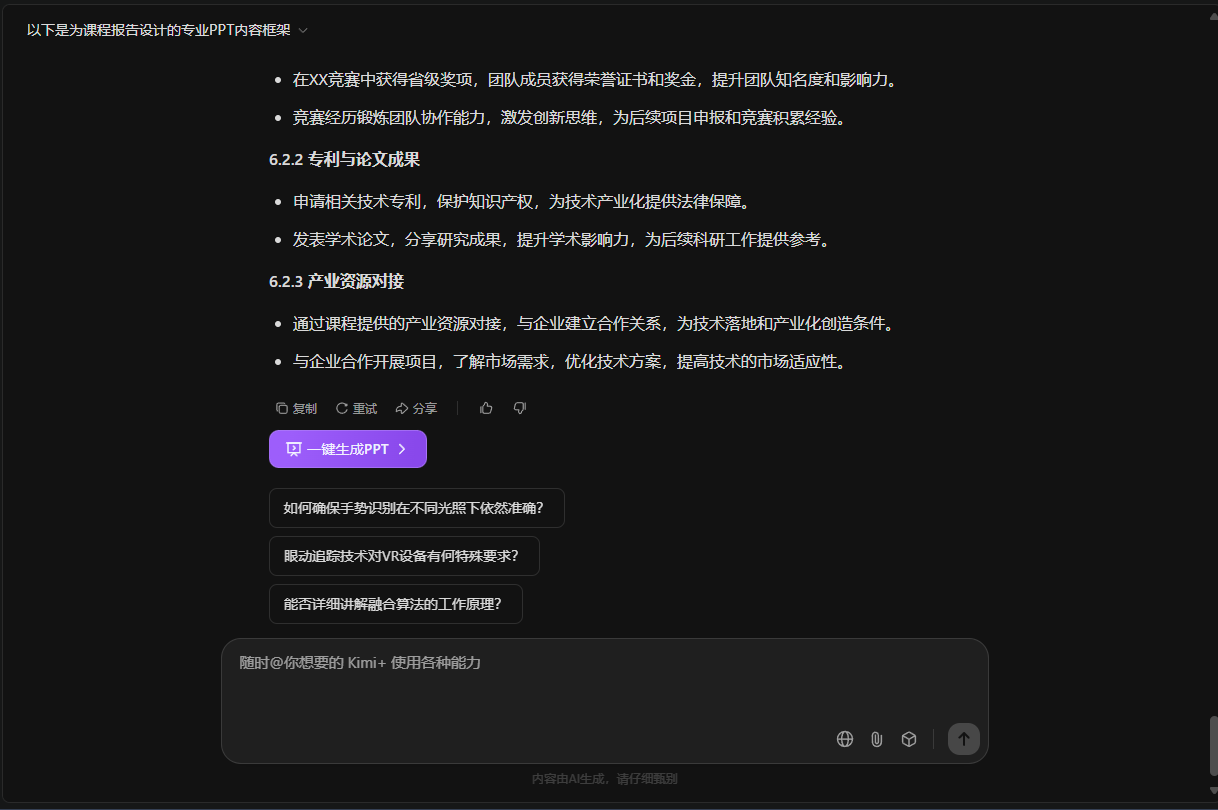 以下是为课程报告设计的专业PPT内容框架
在XX竞赛中获得省级奖项，团队成员获得荣誉证书和奖金，提升团队知名度和影响力。
竞赛经历锻炼团队协作能力，激发创新思维，为后续项目申报和竞赛积累经验。
6.2.2 专利与论文成果
申请相关技术专利，保护知识产权，为技术产业化提供法律保障。
发表学术论文，分享研究成果，提升学术影响力，为后续科研工作提供参考。
6.2.3 产业资源对接
通过课程提供的产业资源对接，与企业建立合作关系，为技术落地和产业化创造条件。
与企业合作开展项目，了解市场需求，优化技术方案，提高技术的市场适应性。
复制 重试 分享
一键生成PPT
如何确保手势识别在不同光照下依然准确？
眼动追踪技术对VR设备有何特殊要求？
能否详细讲解融合算法的工作原理？
随时@你想要的 Kimi+ 使用各种能力
内容由AI生成，请仔细甄别